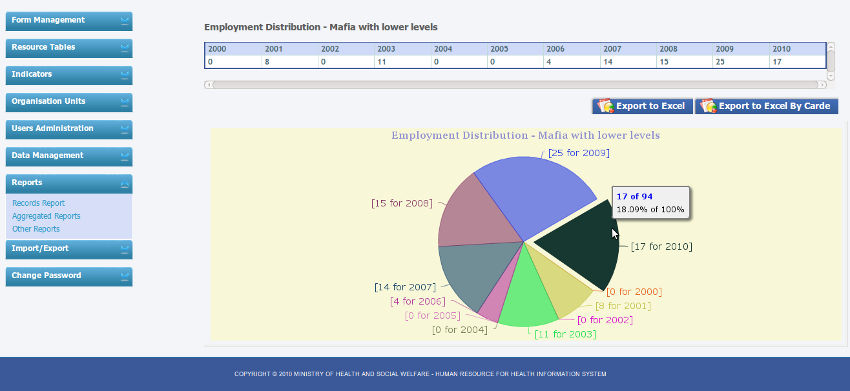 Form Management
Resource Tables
Indicators
Organisation Units
Users Administration
Data Management
Reports
Records Report
Aggregated Reports
Other Reports
Import/Export
Change Password
Employment Distribution - Mafia with lower levels
2000 2001 2002 2003 2004 2005 2006 2007 2008 2009 2010
0 8 0 11 0 0 4 14 15 25 17
Export to Excel Export to Excel By Carde
Employment Distribution - Mafia with lower levels
[25 for 2009]
17 of 94
18.09% of 100%
[15 for 2008]
[17 for 2010]
[14 for 2007]
[0 for 2000]
[4 for 2006]
[8 for 2001]
[0 for 2005]
[0 for 2002]
[0 for 2004]
[11 for 2003]
COPYRIGHT © 2010 MINISTRY OF HEALTH AND SOCIAL WELFARE - HUMAN RESOURCE FOR HEALTH INFORMATION SYSTEM